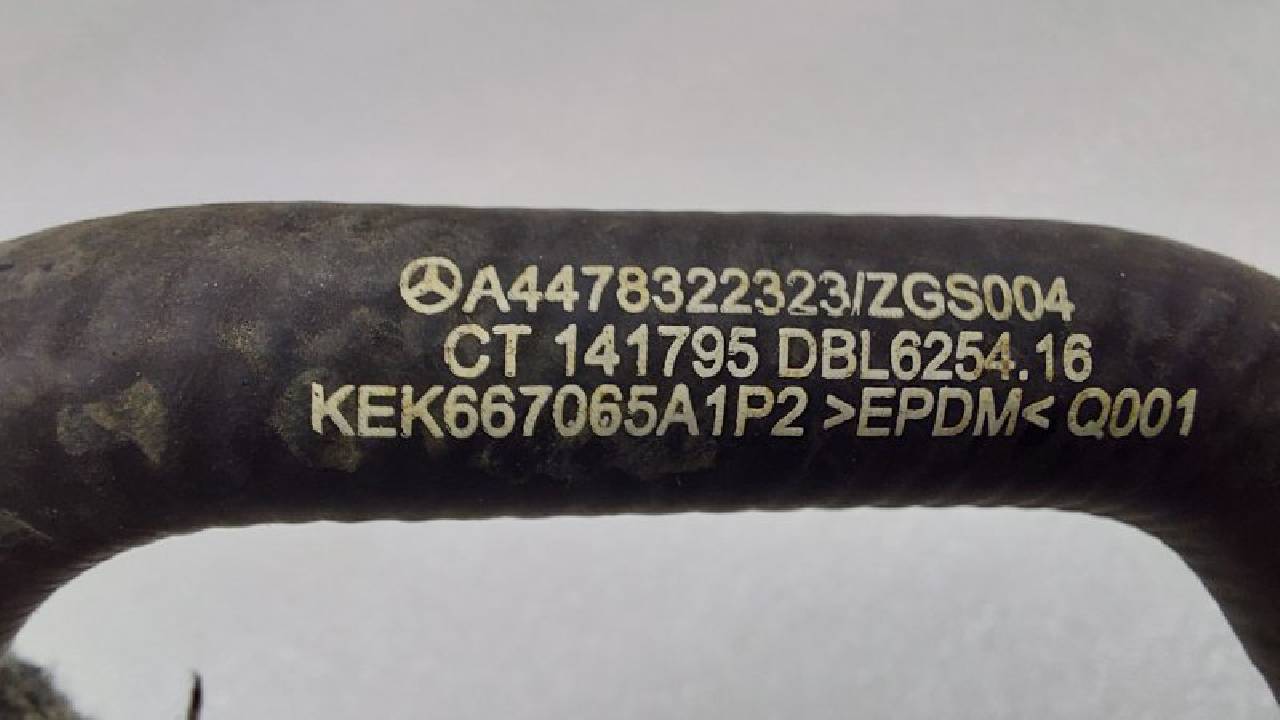 A4478322323/ZGS004
CT 141795 DBL6254.16
KEK667065A1P2 >EPDM< Q001